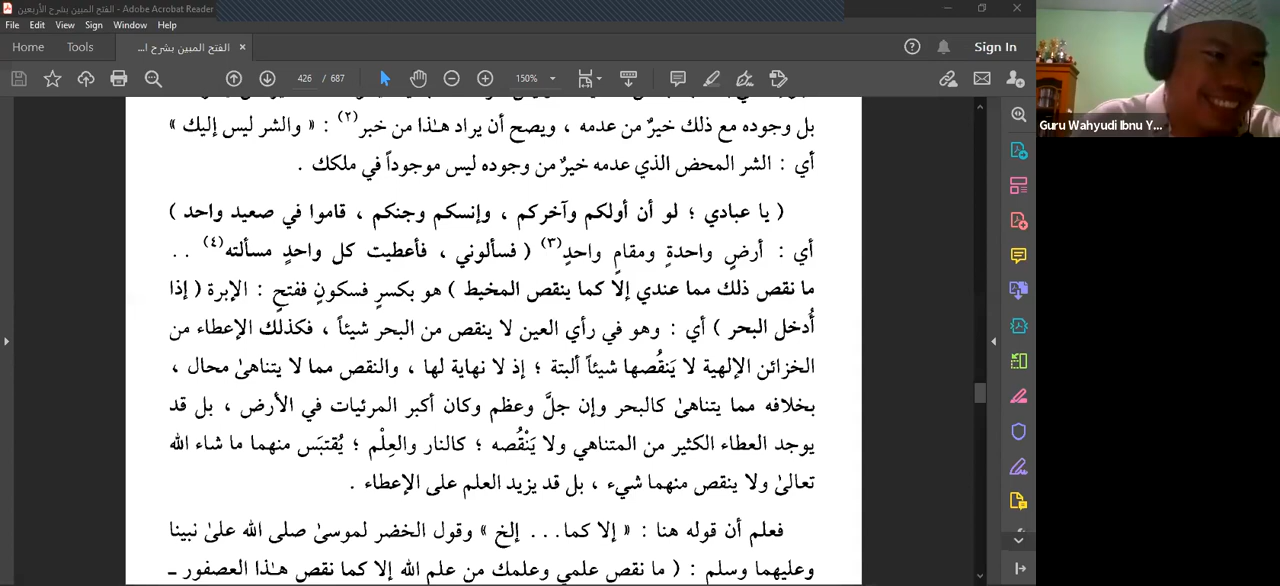 الفتح المبين بشرح الأربعين - Adobe Acrobat Reader
File Edit View Sign Window Help
Home Tools الفتح المبين بشرح ا... × Sign In
426 / 687 150%
Guru Wahyudi Ibnu Y...
بل وجوده مع ذلك خيرٌ من عدمه ، ويصح أن يراد هـٰذا من خبر(٢) : « والشر ليس إليك »
أي : الشر المحض الذي عدمه خيرٌ من وجوده ليس موجوداً في ملكك .
( يا عبادي ؛ لو أن أولكم وآخركم ، وإنسكم وجنكم ، قاموا في صعيد واحد )
أي : أرضٍ واحدةٍ ومقامٍ واحدٍ(٣) ( فسألوني ، فأعطيت كل واحدٍ مسألته(٤) . .
ما نقص ذلك مما عندي إلا كما ينقص المخيط ) هو بكسرٍ فسكونٍ ففتحٍ : الإبرة ( إذا
أُدخل البحر ) أي : وهو في رأي العين لا ينقص من البحر شيئاً ، فكذلك الإعطاء من
الخزائن الإلهية لا يَنقُصها شيئاً ألبتة ؛ إذ لا نهاية لها ، والنقص مما لا يتناهىٰ محال ،
بخلافه مما يتناهىٰ كالبحر وإن جلَّ وعظم وكان أكبر المرئيات في الأرض ، بل قد
يوجد العطاء الكثير من المتناهي ولا يَنْقُصه ؛ كالنار والعِلْم ؛ يُقتبَس منهما ما شاء الله
تعالىٰ ولا ينقص منهما شيء ، بل قد يزيد العلم على الإعطاء .
فعلم أن قوله هنا : « إلا كما . . . إلخ » وقول الخضر لموسىٰ صلى الله علىٰ نبينا
وعليهما وسلم : ( ما نقص علمي وعلمك من علم الله إلا كما نقص هـٰذا العصفور ـ